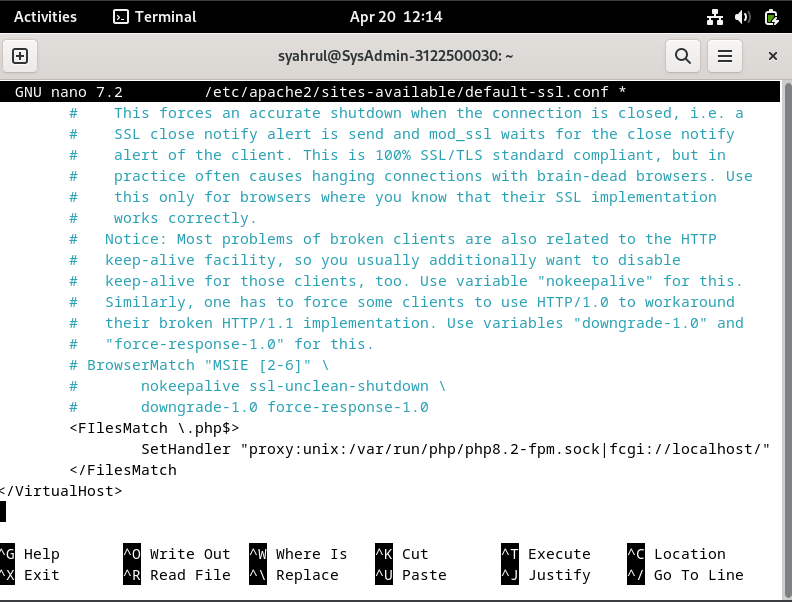 Activities Terminal Apr 20 12:14
syahrul@SysAdmin-3122500030: ~
GNU nano 7.2 /etc/apache2/sites-available/default-ssl.conf *
# This forces an accurate shutdown when the connection is closed, i.e. a
# SSL close notify alert is send and mod_ssl waits for the close notify
# alert of the client. This is 100% SSL/TLS standard compliant, but in
# practice often causes hanging connections with brain-dead browsers. Use
# this only for browsers where you know that their SSL implementation
# works correctly.
# Notice: Most problems of broken clients are also related to the HTTP
# keep-alive facility, so you usually additionally want to disable
# keep-alive for those clients, too. Use variable "nokeepalive" for this.
# Similarly, one has to force some clients to use HTTP/1.0 to workaround
# their broken HTTP/1.1 implementation. Use variables "downgrade-1.0" and
# "force-response-1.0" for this.
# BrowserMatch "MSIE [2-6]" \
# nokeepalive ssl-unclean-shutdown \
# downgrade-1.0 force-response-1.0
<FIlesMatch \.php$>
SetHandler "proxy:unix:/var/run/php/php8.2-fpm.sock|fcgi://localhost/"
</FilesMatch
</VirtualHost>
^G Help ^O Write Out ^W Where Is ^K Cut ^T Execute ^C Location
^X Exit ^R Read File ^\ Replace ^U Paste ^J Justify ^/ Go To Line